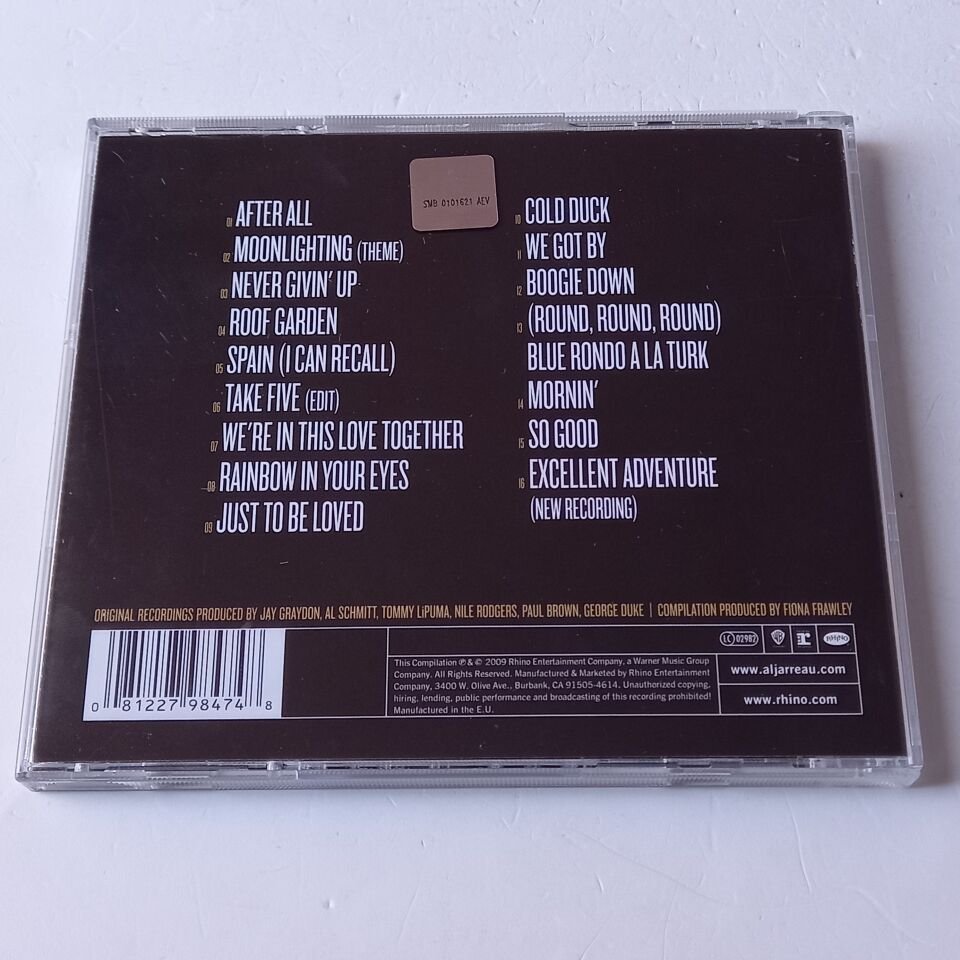 SMB 0101621 AEV
01 AFTER ALL
02 MOONLIGHTING (THEME)
03 NEVER GIVIN' UP
04 ROOF GARDEN
05 SPAIN (I CAN RECALL)
06 TAKE FIVE (EDIT)
07 WE'RE IN THIS LOVE TOGETHER
08 RAINBOW IN YOUR EYES
09 JUST TO BE LOVED
10 COLD DUCK
11 WE GOT BY
12 BOOGIE DOWN
13 (ROUND, ROUND, ROUND)
BLUE RONDO A LA TURK
14 MORNIN'
15 SO GOOD
16 EXCELLENT ADVENTURE
(NEW RECORDING)
ORIGINAL RECORDINGS PRODUCED BY JAY GRAYDON, AL SCHMITT, TOMMY LiPUMA, NILE RODGERS, PAUL BROWN, GEORGE DUKE | COMPILATION PRODUCED BY FIONA FRAWLEY
0 81227 98474 8
This Compilation ℗ & © 2009 Rhino Entertainment Company, a Warner Music Group
Company. All Rights Reserved. Manufactured & Marketed by Rhino Entertainment
Company, 3400 W. Olive Ave., Burbank, CA 91505-4614. Unauthorized copying,
hiring, lending, public performance and broadcasting of this recording prohibited!
Manufactured in the E.U.
LC 02982
WB
RHINO
www.aljarreau.com
www.rhino.com